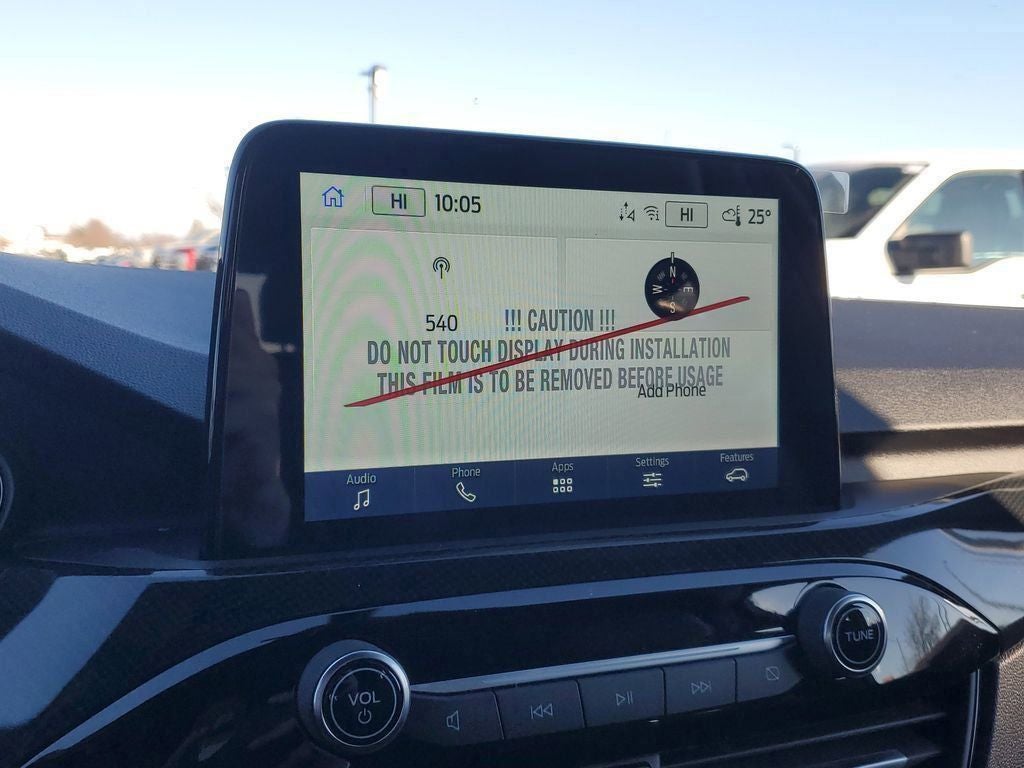 HI 10:05 HI 25°
540
N
W E
S
!!! CAUTION !!!
DO NOT TOUCH DISPLAY DURING INSTALLATION
THIS FILM IS TO BE REMOVED BEFORE USAGE
Add Phone
Audio Phone Apps Settings Features
VOL
TUNE